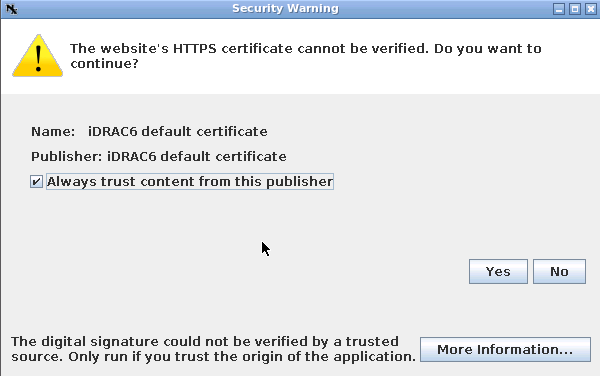 Security Warning
The website's HTTPS certificate cannot be verified. Do you want to
continue?
Name: iDRAC6 default certificate
Publisher: iDRAC6 default certificate
Always trust content from this publisher
Yes No
The digital signature could not be verified by a trusted
source. Only run if you trust the origin of the application.
More Information...